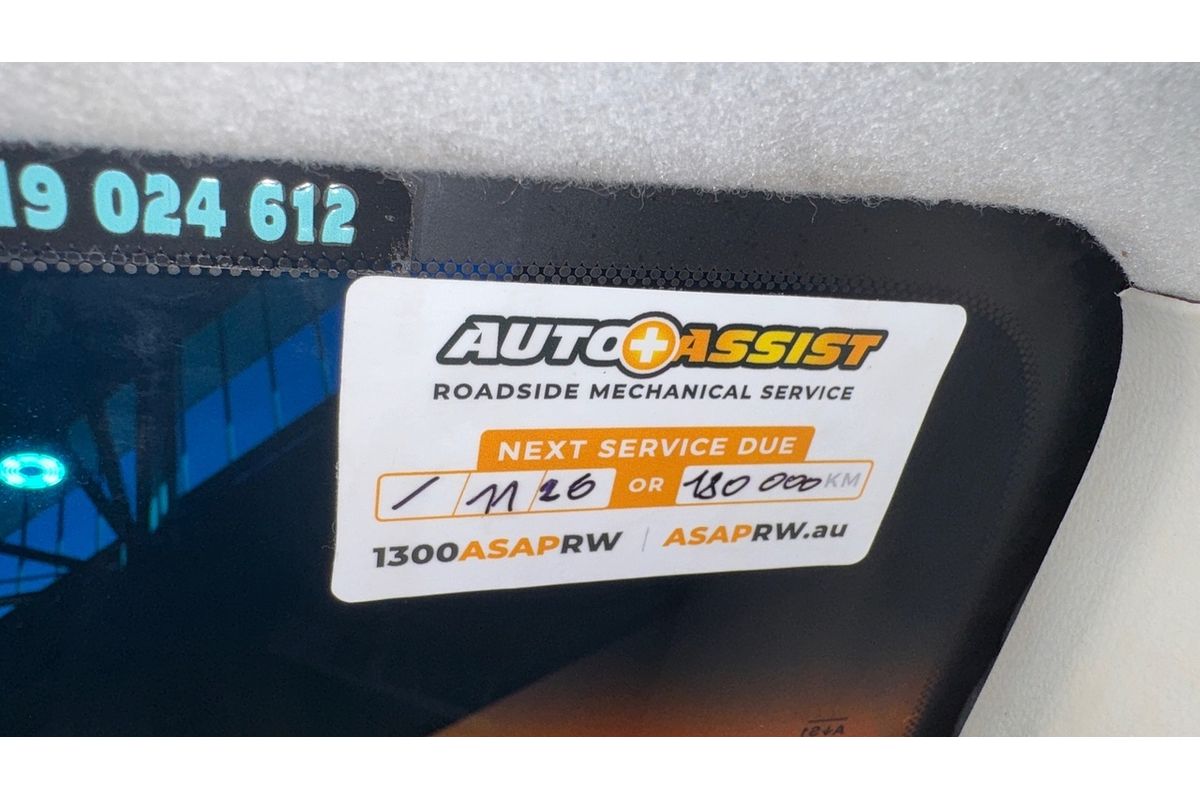 19 024 612
AUTO+ASSIST
ROADSIDE MECHANICAL SERVICE
NEXT SERVICE DUE
/ 11 26 OR 180 000 KM
1300ASAPRW | ASAPRW.au